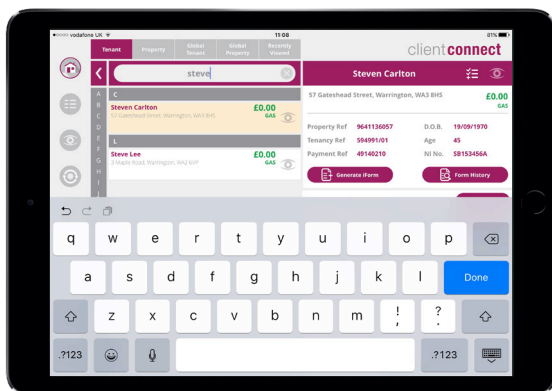 vodafone UK
11:08
81%
Tenant
Property
Global Tenant
Global Property
Recently Viewed
clientconnect
steve
Steven Carlton
A
B
C
D
E
F
G
H
I
C
Steven Carlton
£0.00
57 Gateshead Street, Warrington, WA3 8HS
GAS
L
Steve Lee
£0.00
3 Maple Road, Warrington, WA2 6VP
GAS
57 Gateshead Street, Warrington, WA3 8HS
£0.00
GAS
Property Ref 9641136057 D.O.B. 19/09/1970
Tenancy Ref 594991/01 Age 45
Payment Ref 49140210 NI No. SB153456A
Generate iForm
Form History
q w e r t y u i o p
a s d f g h j k l Done
z x c v b n m ! , ? .
.?123 .?123